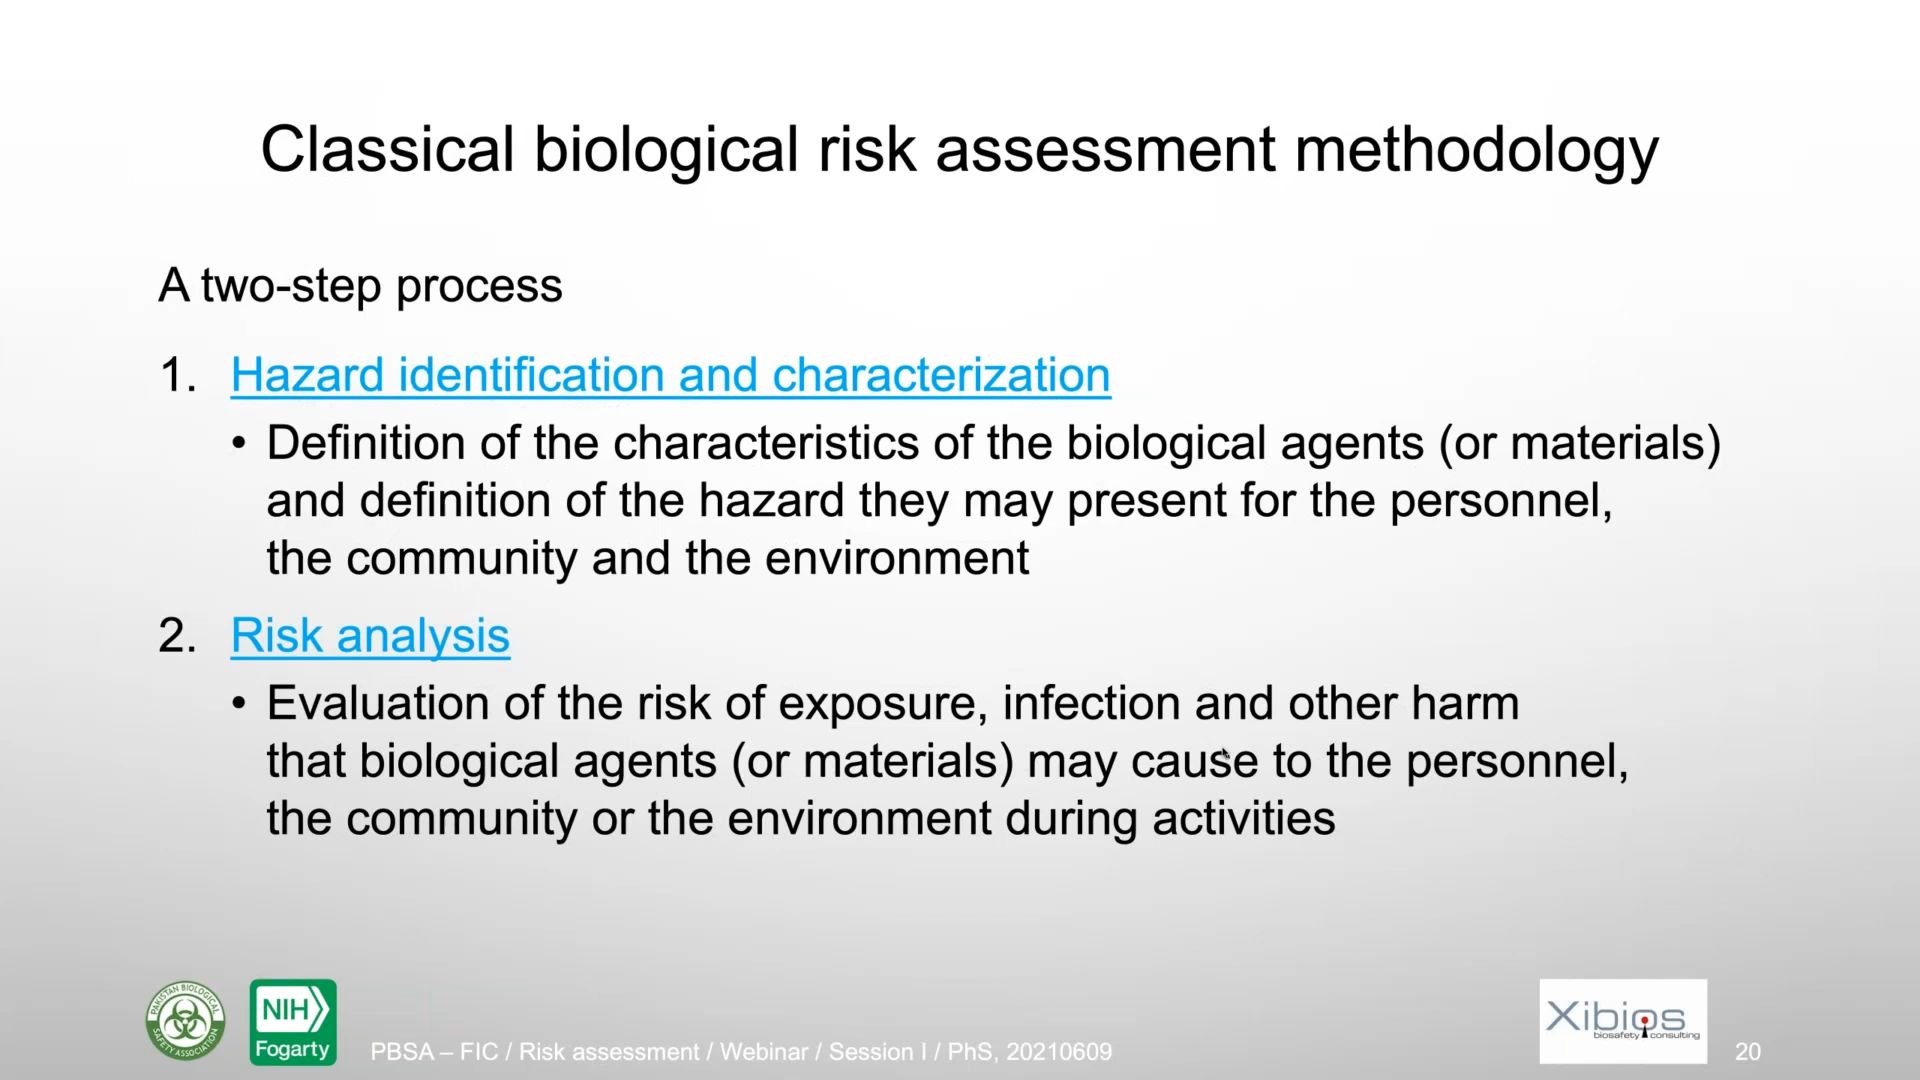 Classical biological risk assessment methodology
A two-step process
1. Hazard identification and characterization
• Definition of the characteristics of the biological agents (or materials)
and definition of the hazard they may present for the personnel,
the community and the environment
2. Risk analysis
• Evaluation of the risk of exposure, infection and other harm
that biological agents (or materials) may cause to the personnel,
the community or the environment during activities
PAKISTAN BIOLOGICAL
SAFETY ASSOCIATION
NIH
Fogarty
PBSA – FIC / Risk assessment / Webinar / Session I / PhS, 20210609
Xibios
biosafety consulting
20